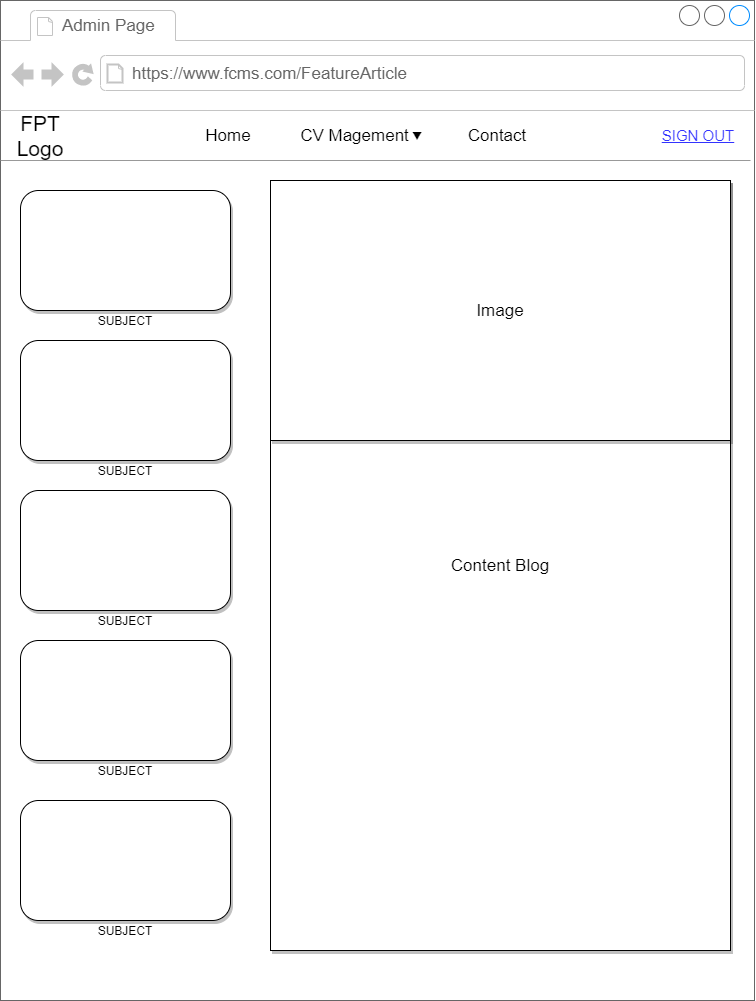 Admin Page
https://www.fcms.com/FeatureArticle
FPT
Logo
Home
CV Magement ▼
Contact
SIGN OUT
SUBJECT
SUBJECT
SUBJECT
SUBJECT
SUBJECT
Image
Content Blog